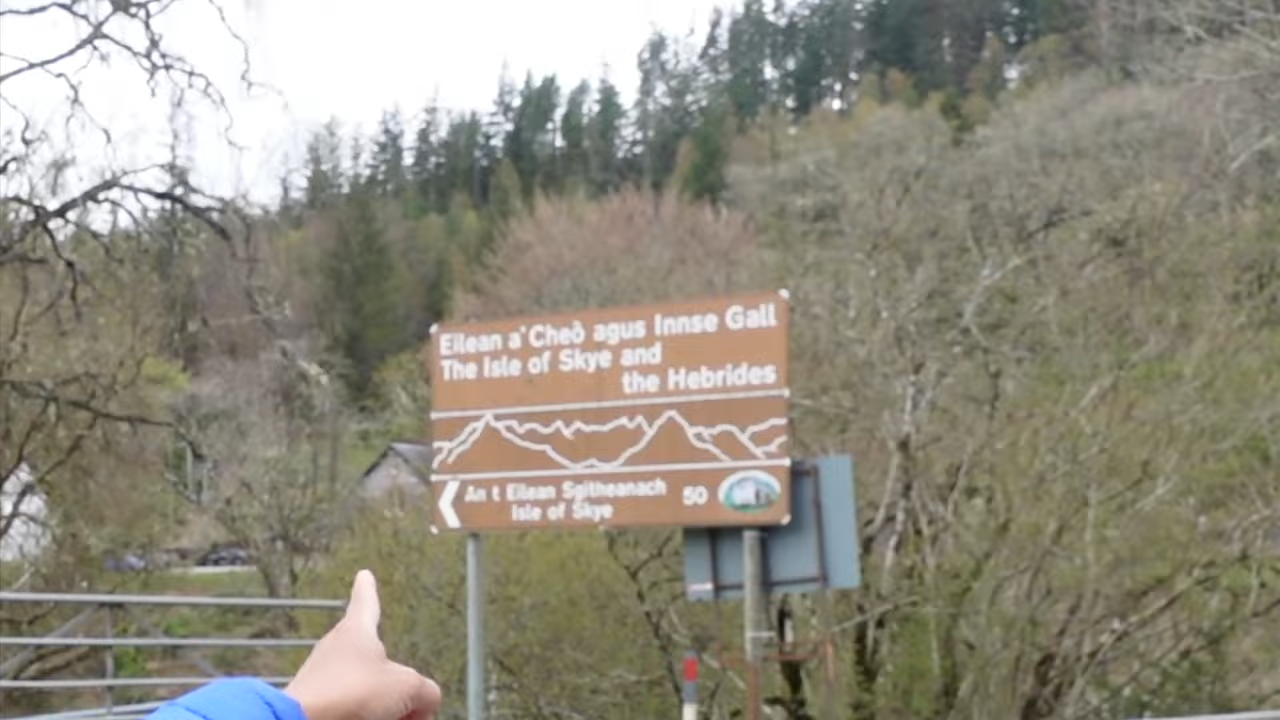 Eilean a' Cheò agus Innse Gall
The Isle of Skye and
the Hebrides
An t Eilean Sgitheanach
Isle of Skye
50